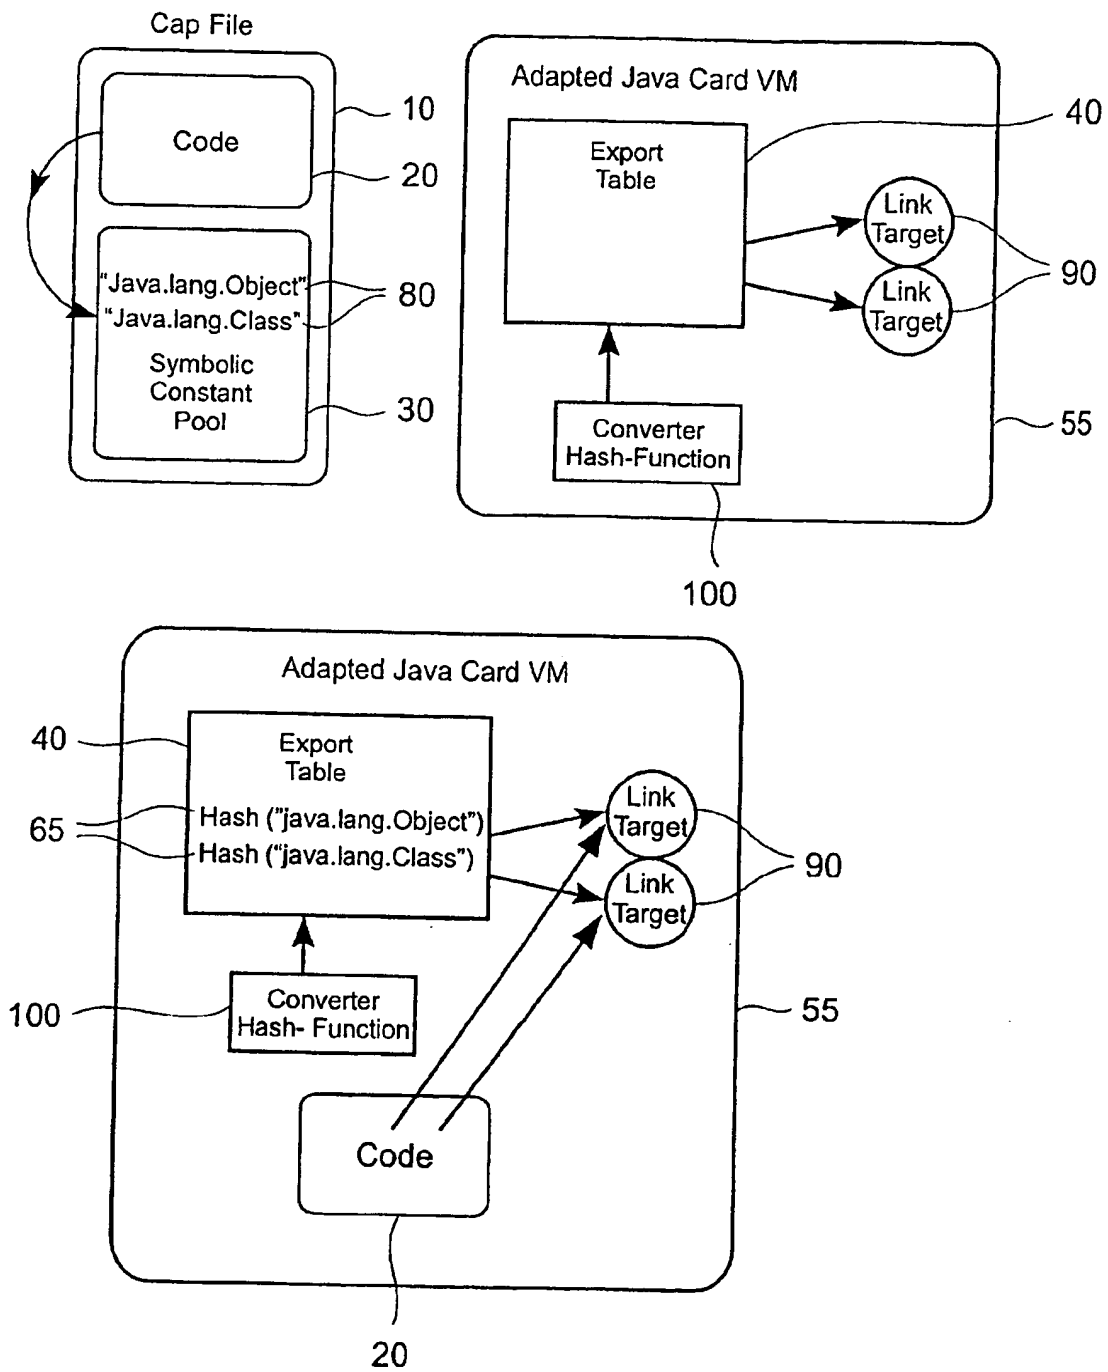 Cap File
Code
10
20
"Java.lang.Object"
80
"Java.lang.Class"
Symbolic
Constant
Pool
30
Adapted Java Card VM
40
Export
Table
Link
Target
90
Link
Target
Converter
Hash-Function
55
100
Adapted Java Card VM
40
Export
Table
65
Hash ("java.lang.Object")
Hash ("java.lang.Class")
Link
Target
90
Link
Target
100
Converter
Hash- Function
55
Code
20